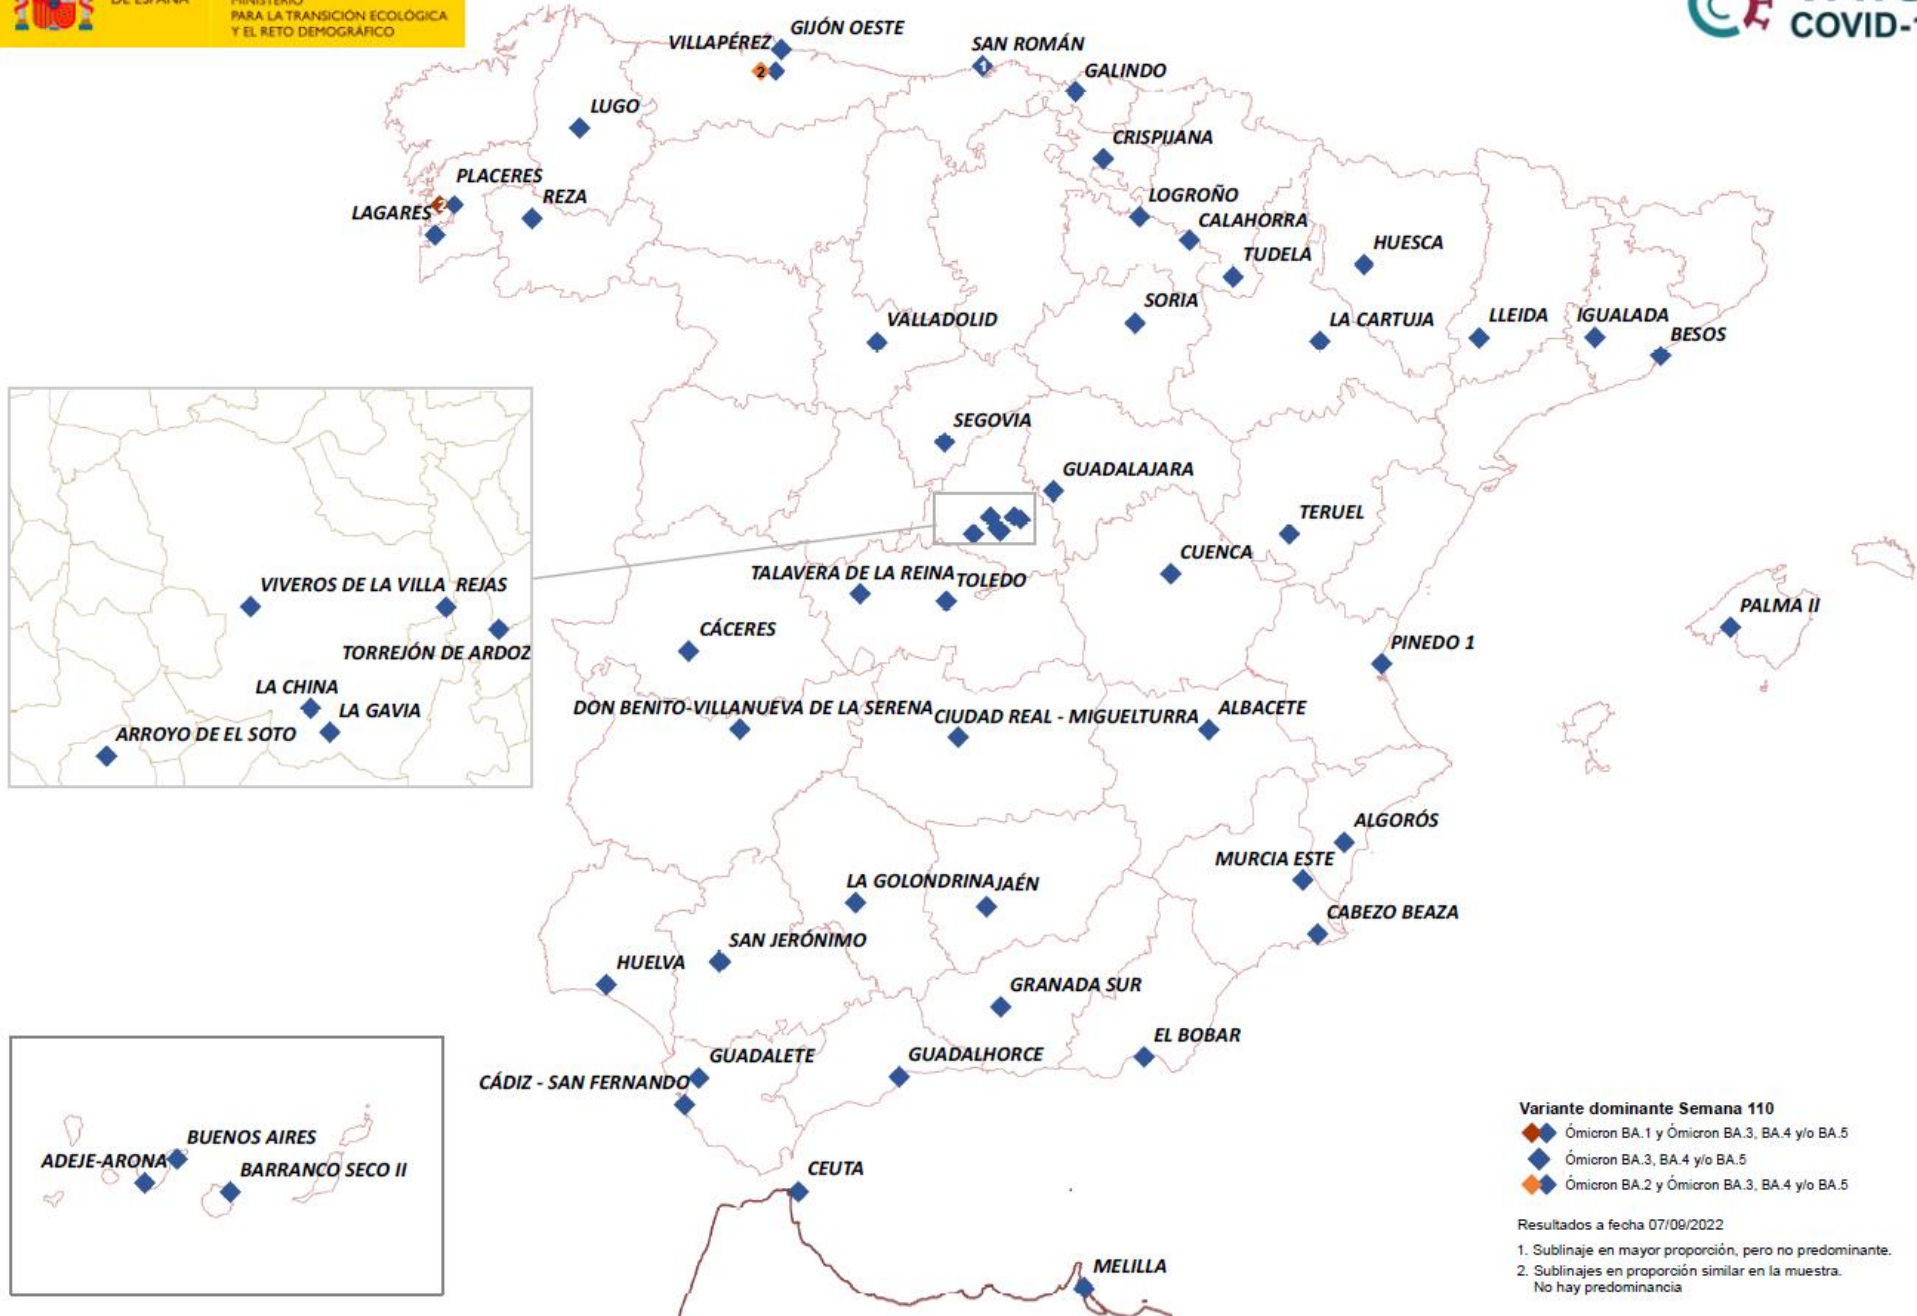 DE ESPAÑA
MINISTERIO
PARA LA TRANSICIÓN ECOLÓGICA
Y EL RETO DEMOGRÁFICO
COVID-1
VILLAPÉREZ
GIJÓN OESTE
SAN ROMÁN
2
1
GALINDO
LUGO
CRISPIJANA
PLACERES
REZA
LOGROÑO
LAGARES
2
CALAHORRA
HUESCA
TUDELA
SORIA
VALLADOLID
LA CARTUJA
LLEIDA
IGUALADA
BESOS
SEGOVIA
GUADALAJARA
TERUEL
CUENCA
TALAVERA DE LA REINA
TOLEDO
VIVEROS DE LA VILLA
REJAS
TORREJÓN DE ARDOZ
LA CHINA
LA GAVIA
ARROYO DE EL SOTO
PALMA II
CÁCERES
PINEDO 1
DON BENITO-VILLANUEVA DE LA SERENA
CIUDAD REAL - MIGUELTURRA
ALBACETE
ALGORÓS
MURCIA ESTE
LA GOLONDRINA
JAÉN
CABEZO BEAZA
SAN JERÓNIMO
HUELVA
GRANADA SUR
EL BOBAR
GUADALETE
GUADALHORCE
CÁDIZ - SAN FERNANDO
BUENOS AIRES
ADEJE-ARONA
BARRANCO SECO II
CEUTA
MELILLA
Variante dominante Semana 110
Ómicron BA.1 y Ómicron BA.3, BA.4 y/o BA.5
Ómicron BA.3, BA.4 y/o BA.5
Ómicron BA.2 y Ómicron BA.3, BA.4 y/o BA.5
Resultados a fecha 07/09/2022
1. Sublinaje en mayor proporción, pero no predominante.
2. Sublinajes en proporción similar en la muestra.
No hay predominancia